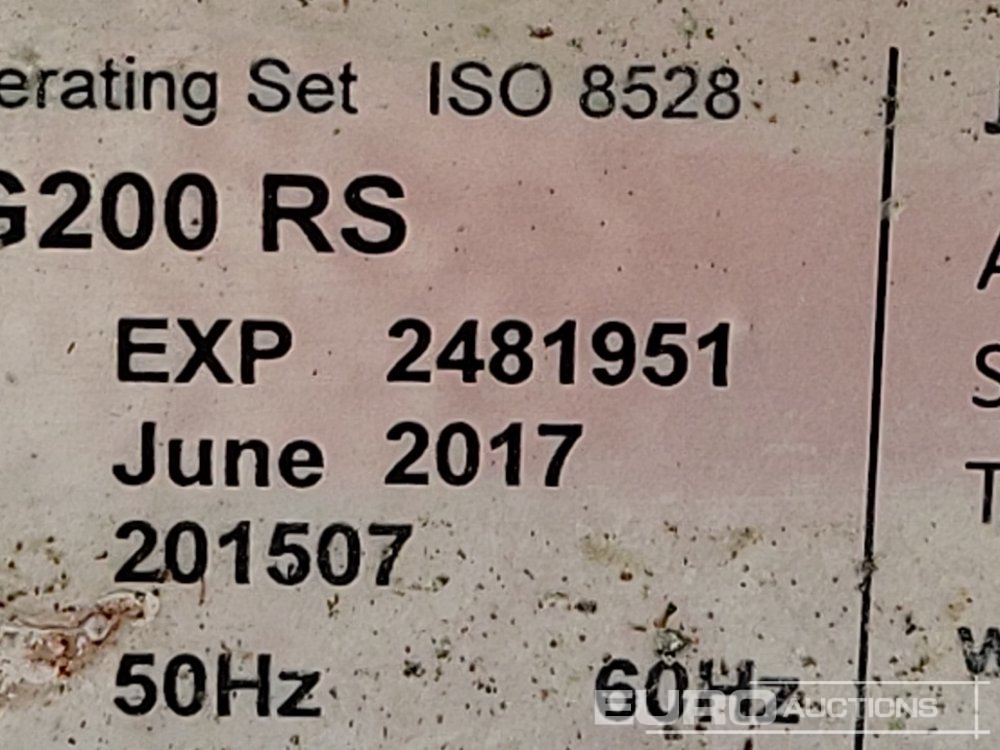 erating Set ISO 8528
G200 RS
EXP 2481951
June 2017
201507
50Hz 60Hz
A
S
T
w
EURO AUCTIONS